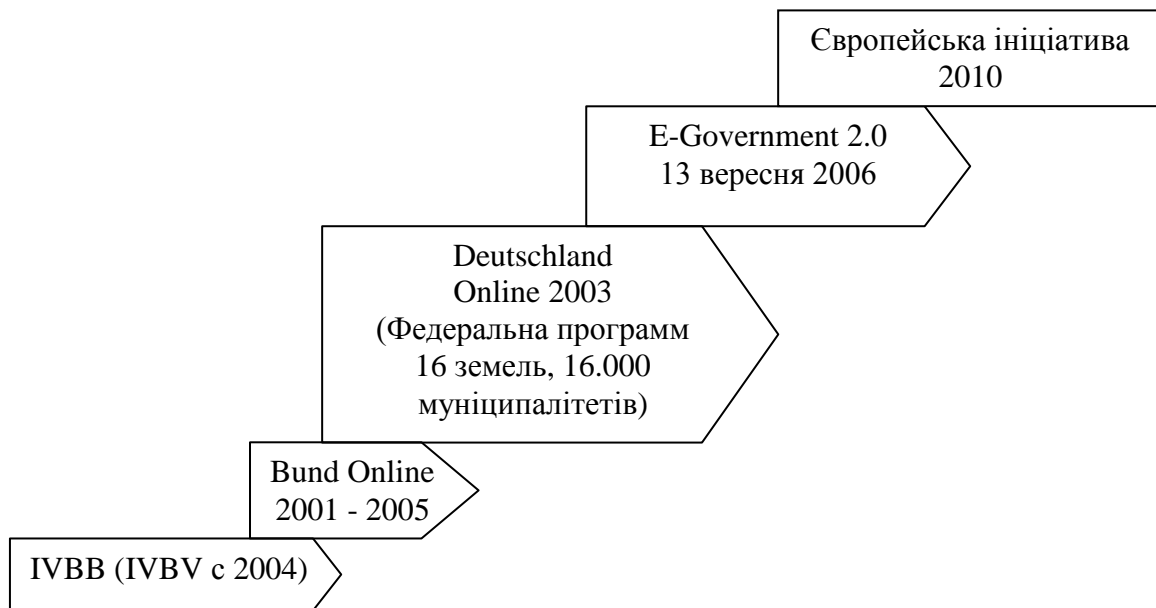 Європейська ініціатива
2010
E-Government 2.0
13 вересня 2006
Deutschland
Online 2003
(Федеральна программ
16 земель, 16.000
муніципалітетів)
Bund Online
2001 - 2005
IVBB (IVBV с 2004)